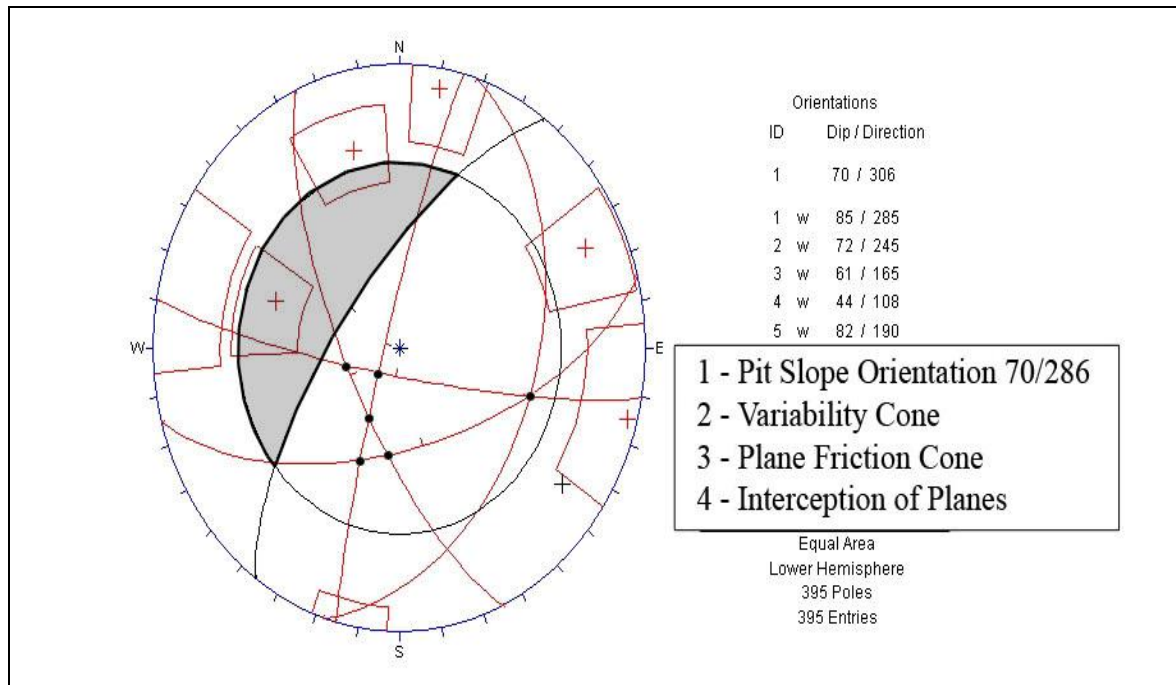 N
W
E
S
Orientations
ID Dip / Direction
1 70 / 306
1 w 85 / 285
2 w 72 / 245
3 w 61 / 165
4 w 44 / 108
5 w 82 / 190
1 - Pit Slope Orientation 70/286
2 - Variability Cone
3 - Plane Friction Cone
4 - Interception of Planes
Equal Area
Lower Hemisphere
395 Poles
395 Entries